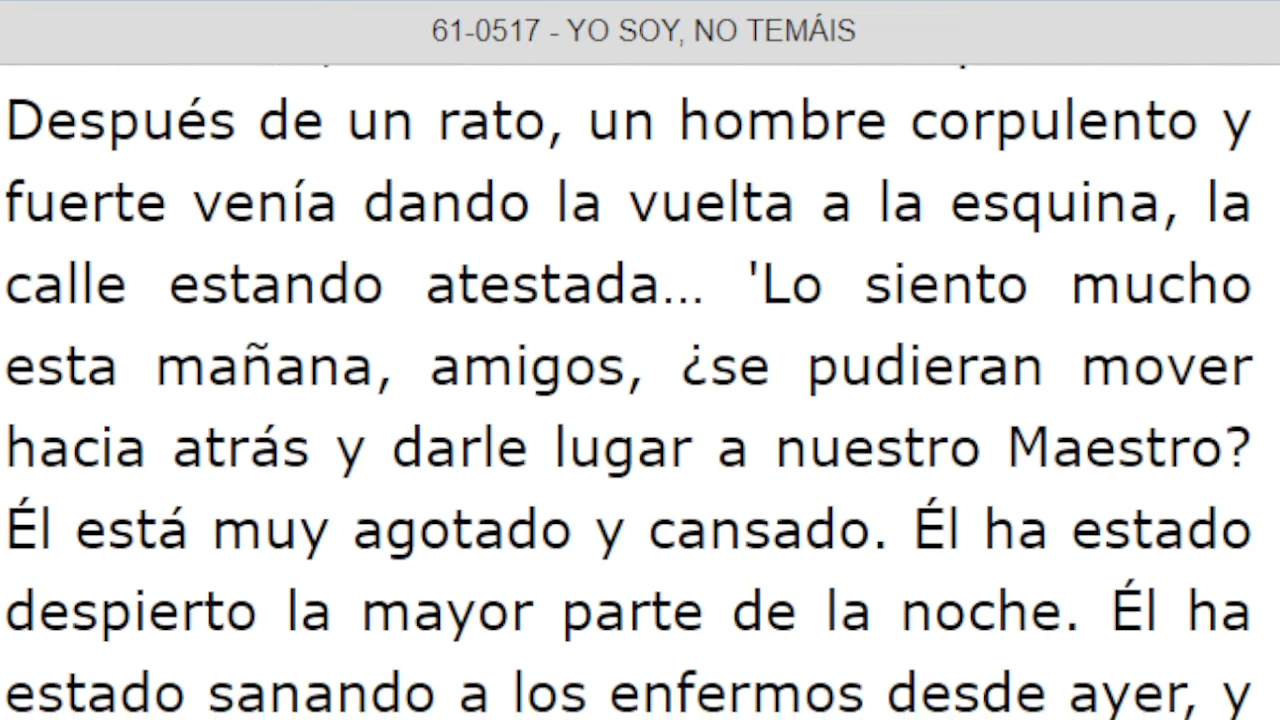 61-0517 - YO SOY, NO TEMÁIS
Después de un rato, un hombre corpulento y
fuerte venía dando la vuelta a la esquina, la
calle estando atestada... 'Lo siento mucho
esta mañana, amigos, ¿se pudieran mover
hacia atrás y darle lugar a nuestro Maestro?
Él está muy agotado y cansado. Él ha estado
despierto la mayor parte de la noche. Él ha
estado sanando a los enfermos desde ayer, y